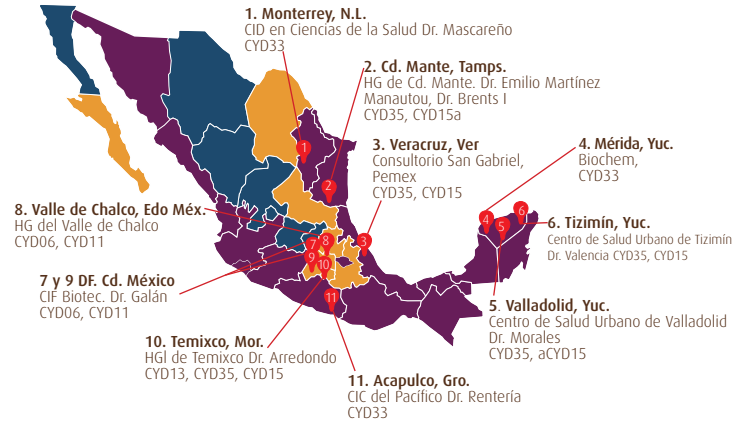 1. Monterrey, N.L.
CID en Ciencias de la Salud Dr. Mascareño
CYD33
2. Cd. Mante, Tamps.
HG de Cd. Mante. Dr. Emilio Martínez
Manautou, Dr. Brents I
CYD35, CYD15a
3. Veracruz, Ver
Consultorio San Gabriel,
Pemex
CYD35, CYD15
4. Mérida, Yuc.
Biochem,
CYD33
6. Tizimín, Yuc.
Centro de Salud Urbano de Tizimín
Dr. Valencia CYD35, CYD15
5. Valladolid, Yuc.
Centro de Salud Urbano de Valladolid
Dr. Morales
CYD35, aCYD15
8. Valle de Chalco, Edo Méx.
HG del Valle de Chalco
CYD06, CYD11
7 y 9 DF. Cd. México
CIF Biotec. Dr. Galán
CYD06, CYD11
10. Temixco, Mor.
HGl de Temixco Dr. Arredondo
CYD13, CYD35, CYD15
11. Acapulco, Gro.
CIC del Pacífico Dr. Rentería
CYD33
1
2
3
4
5
6
7
8
9
10
11